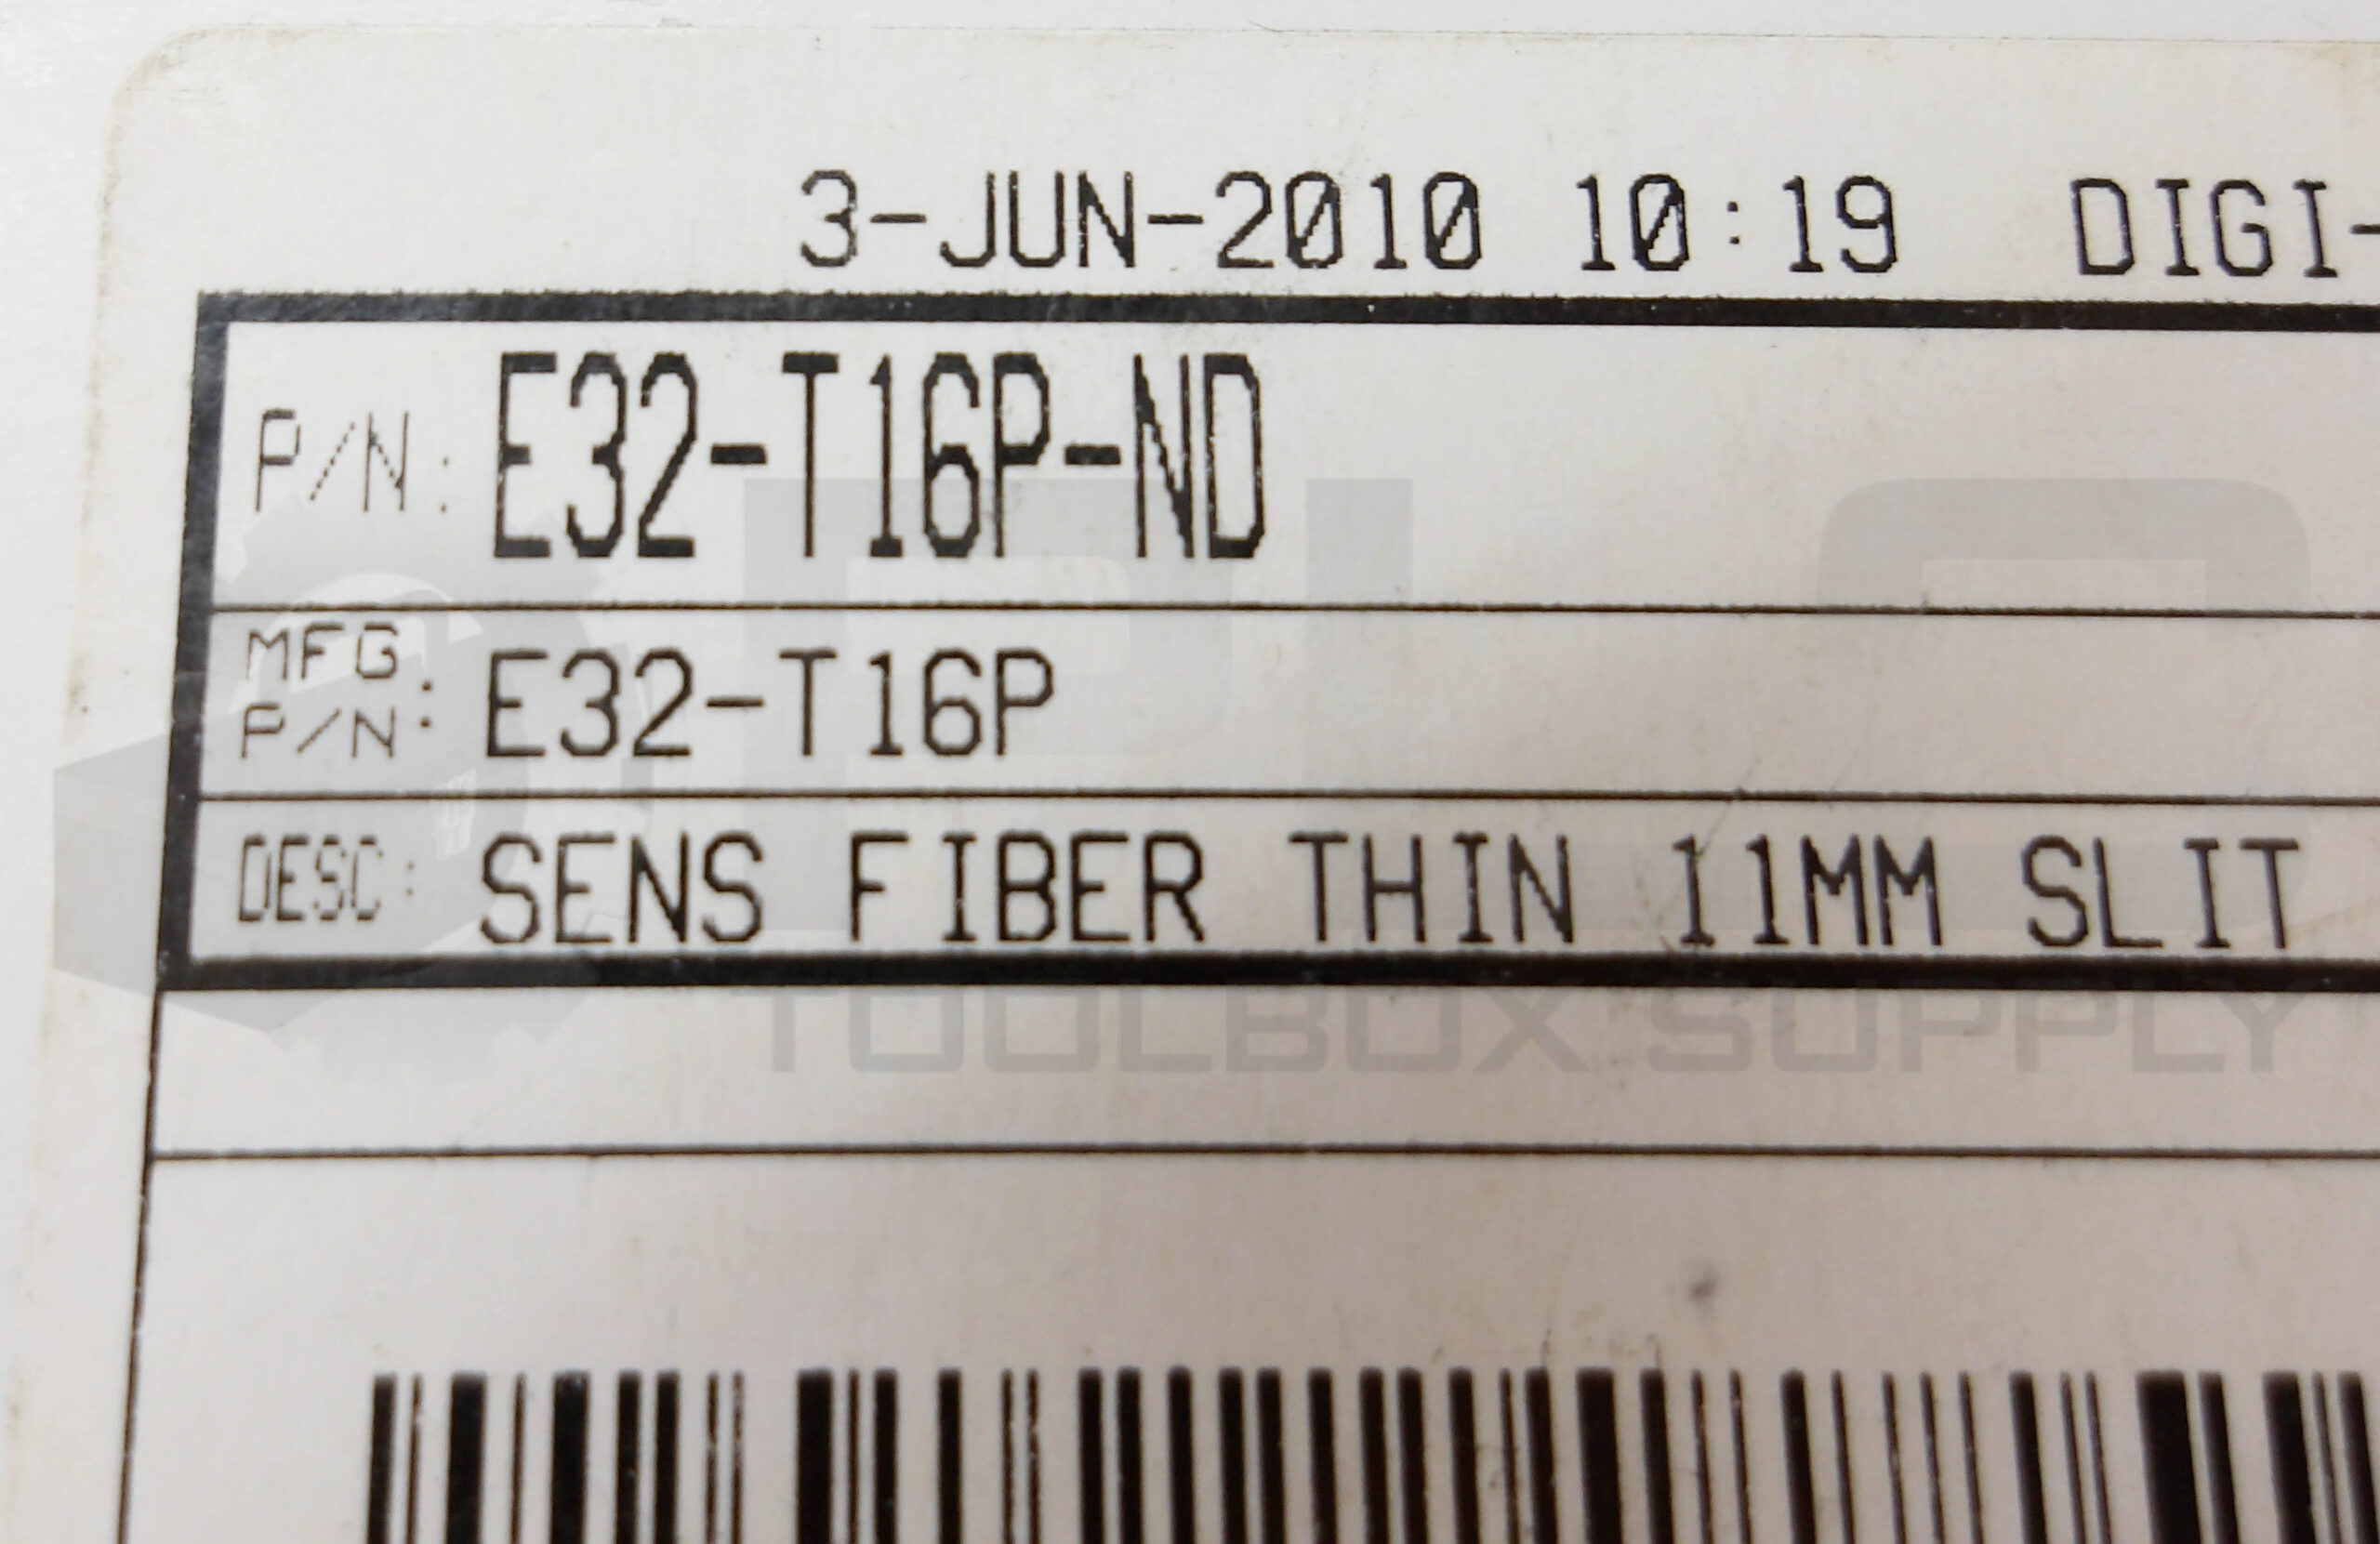 3-JUN-2010 10:19 DIGI-
P/N: E32-T16P-ND
MFG P/N: E32-T16P
DESC: SENS FIBER THIN 11MM SLIT
TOOLBOX SUPPLY